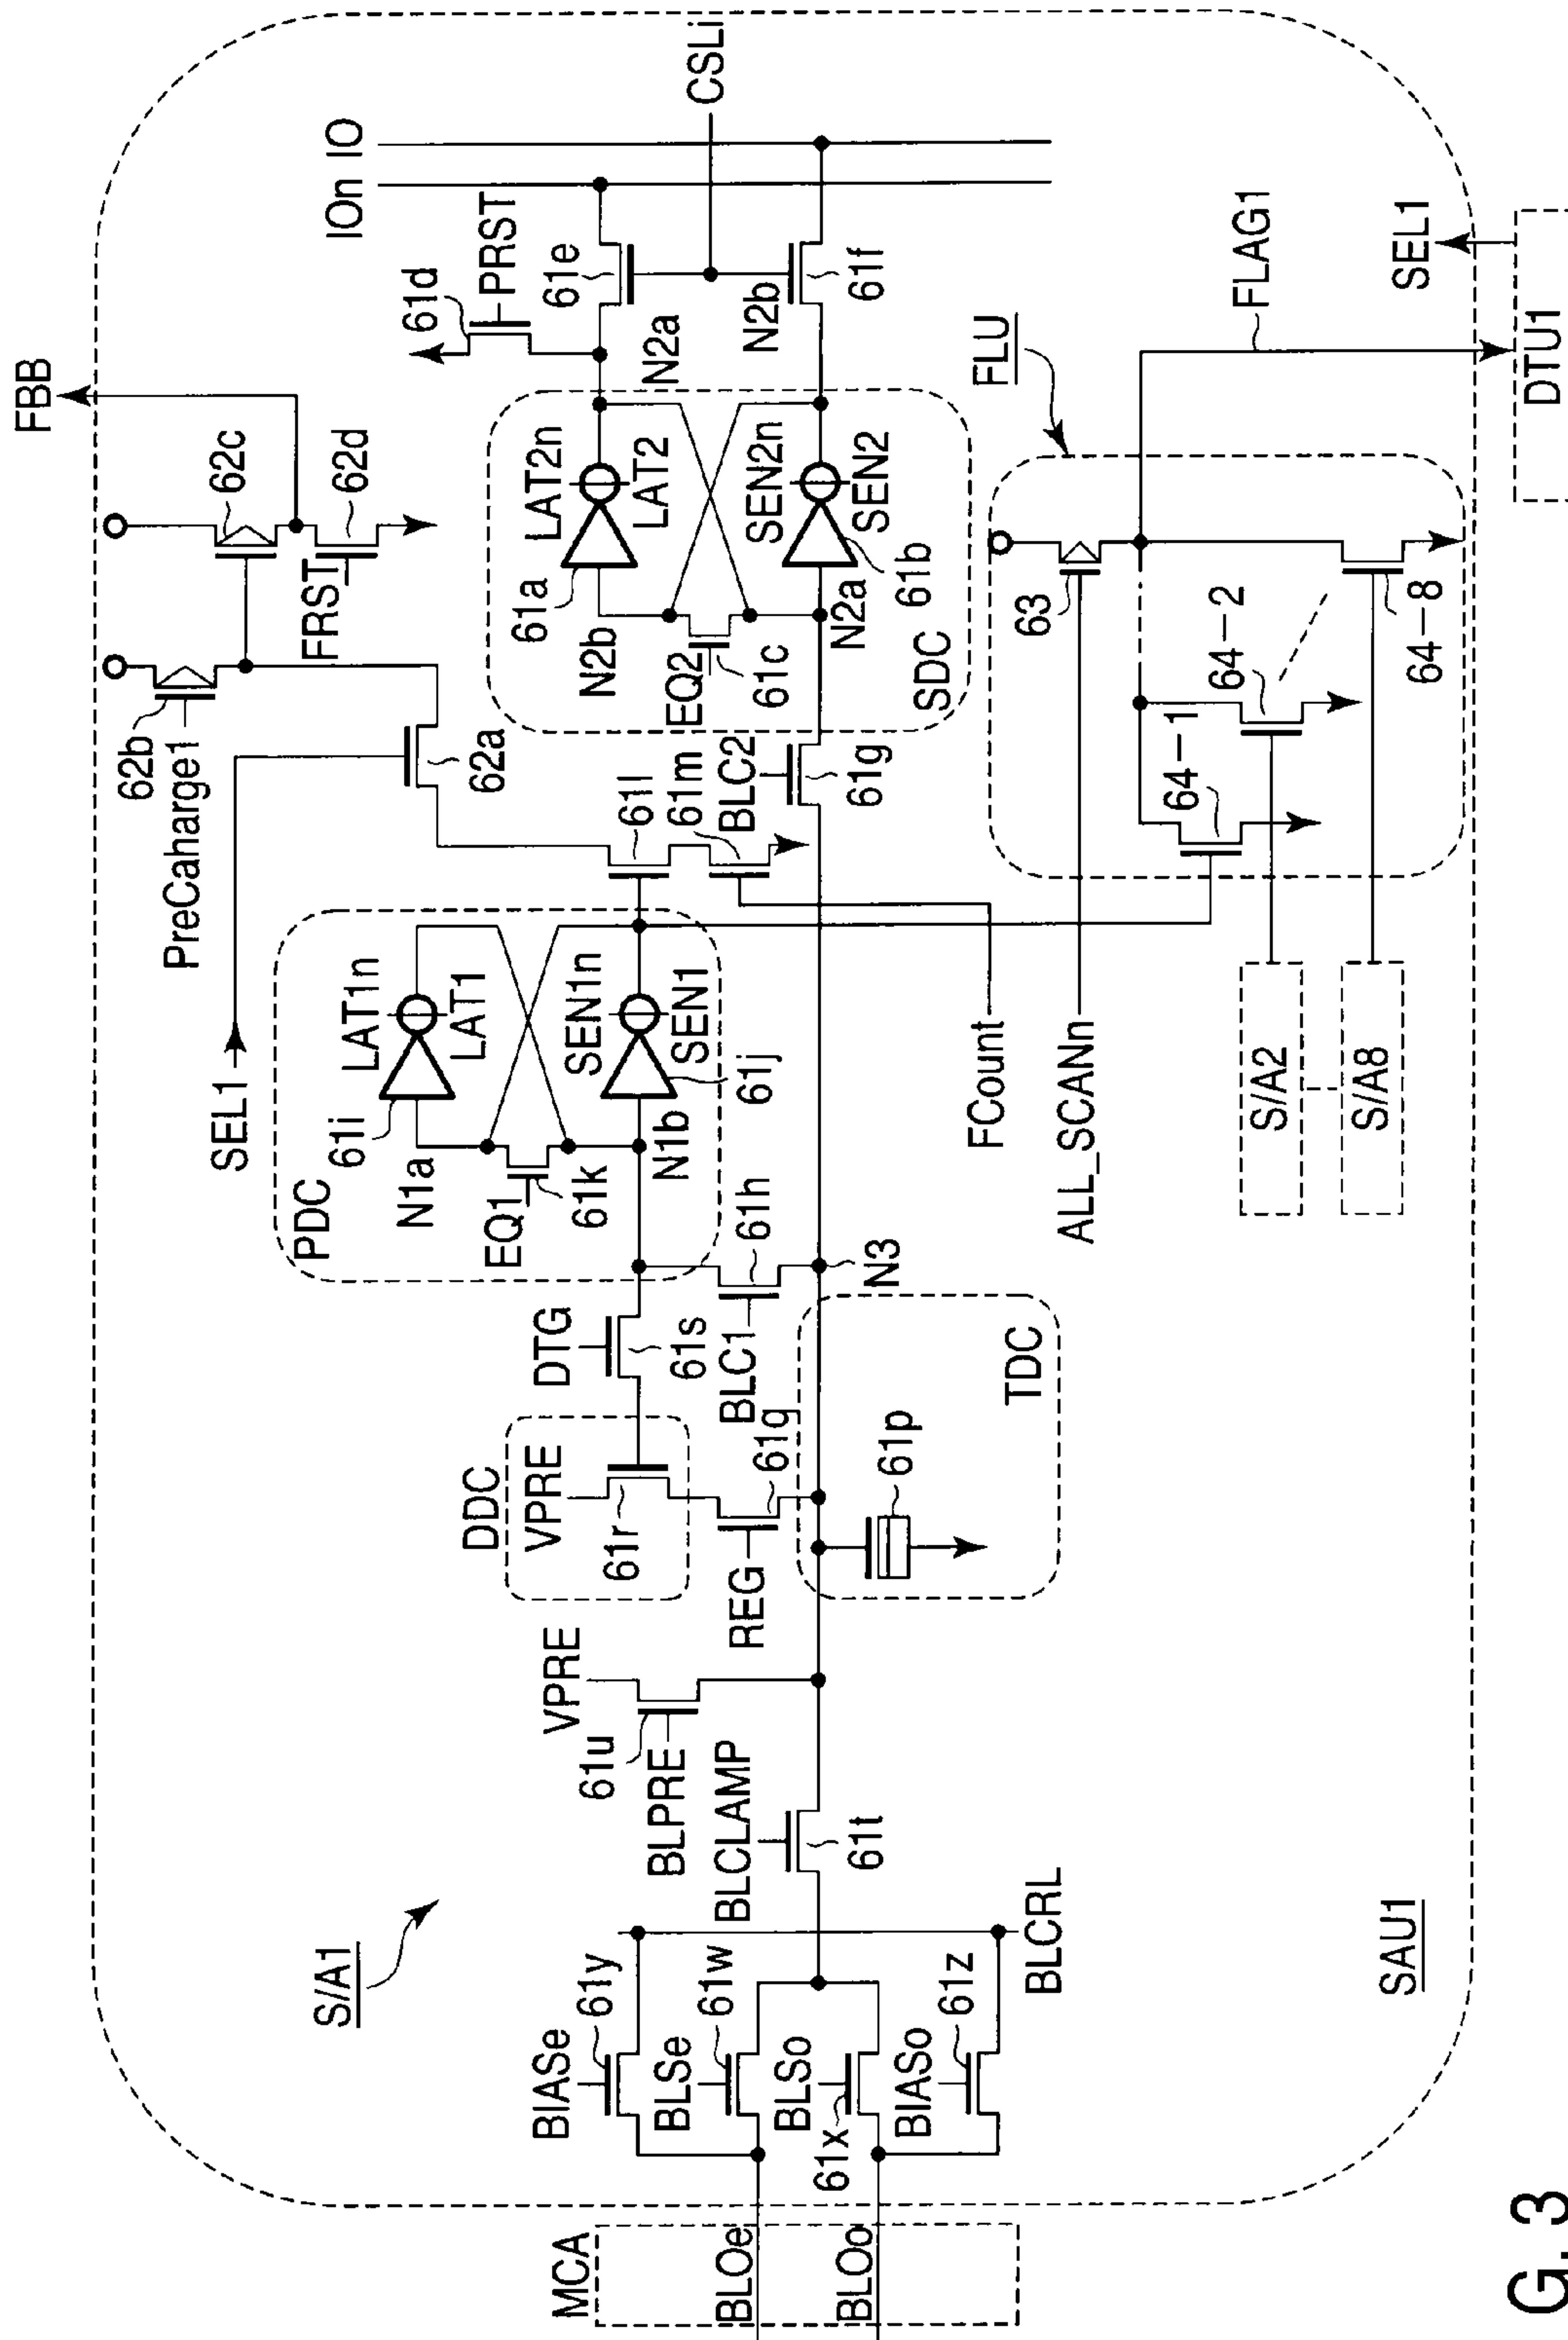 FBB
62b
PreCaharge1
62c
FRST
62d
SEL1
62a
IOn
IO
CSLi
61d
PRST
61e
N2a
N2b
61f
LAT2n
LAT2
61a
N2b
EQ2
61c
SEN2n
SEN2
N2a
61b
SDC
BLC2
61g
61l
61m
PDC
61i
N1a
LAT1n
LAT1
EQ1
61k
SEN1n
SEN1
N1b
61j
DTG
61s
BLC1
61h
N3
DDC
VPRE
61r
REG
61q
TDC
61p
VPRE
61u
BLPRE
BLCLAMP
61t
S/A1
BIASe
61y
BLSe
61w
BLSo
61x
BIASo
61z
BLCRL
MCA
BLOe
BLOo
FCount
ALL_SCANn
S/A2
S/A8
FLU
63
64-1
64-2
64-8
FLAG1
SEL1
DTU1
SAU1
G. 3